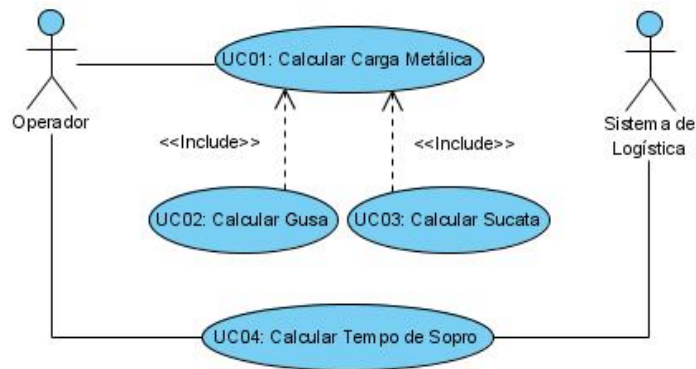 UC01: Calcular Carga Metálica
Operador
Sistema de
Logística
<<Include>>
<<Include>>
UC02: Calcular Gusa
UC03: Calcular Sucata
UC04: Calcular Tempo de Sopro